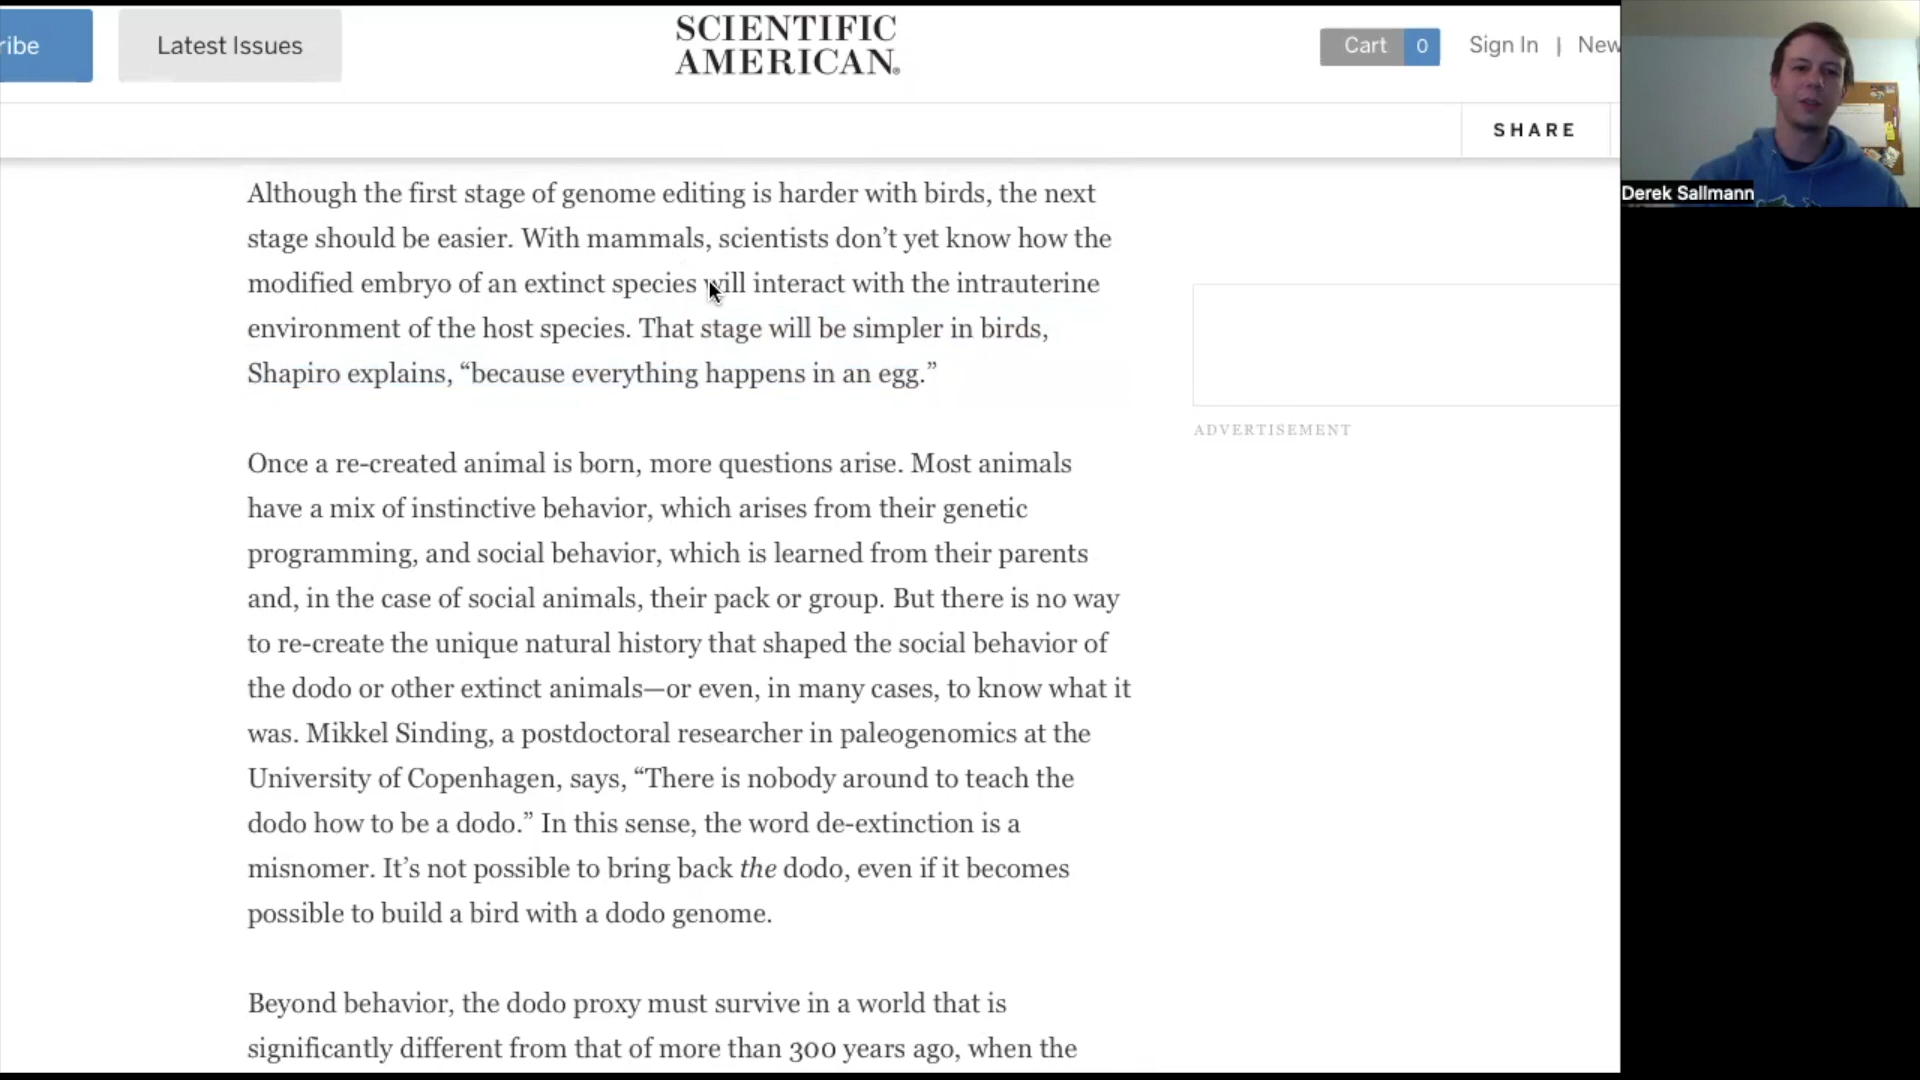 ribe
Latest Issues
SCIENTIFIC
AMERICAN®
Cart 0
Sign In | New
SHARE
Derek Sallmann
Although the first stage of genome editing is harder with birds, the next
stage should be easier. With mammals, scientists don’t yet know how the
modified embryo of an extinct species will interact with the intrauterine
environment of the host species. That stage will be simpler in birds,
Shapiro explains, “because everything happens in an egg.”
ADVERTISEMENT
Once a re-created animal is born, more questions arise. Most animals
have a mix of instinctive behavior, which arises from their genetic
programming, and social behavior, which is learned from their parents
and, in the case of social animals, their pack or group. But there is no way
to re-create the unique natural history that shaped the social behavior of
the dodo or other extinct animals—or even, in many cases, to know what it
was. Mikkel Sinding, a postdoctoral researcher in paleogenomics at the
University of Copenhagen, says, “There is nobody around to teach the
dodo how to be a dodo.” In this sense, the word de-extinction is a
misnomer. It’s not possible to bring back the dodo, even if it becomes
possible to build a bird with a dodo genome.
Beyond behavior, the dodo proxy must survive in a world that is
significantly different from that of more than 300 years ago, when the